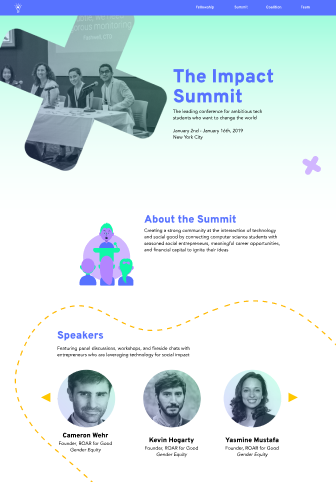 Fellowship Summit Coalition Team
The Impact
Summit
The leading conference for ambitious tech
students who want to change the world
January 2nd - January 16th, 2019
New York City
About the Summit
Creating a strong community at the intersection of technology
and social good by connecting computer science students with
seasoned social entrepreneurs, meaningful career opportunities,
and financial capital to ignite their ideas
Speakers
Featuring panel discussions, workshops, and fireside chats with
entrepreneurs who are leveraging technology for social impact
Cameron Wehr
Founder, ROAR for Good
Gender Equity
Kevin Hogarty
Founder, ROAR for Good
Gender Equity
Yasmine Mustafa
Founder, ROAR for Good
Gender Equity